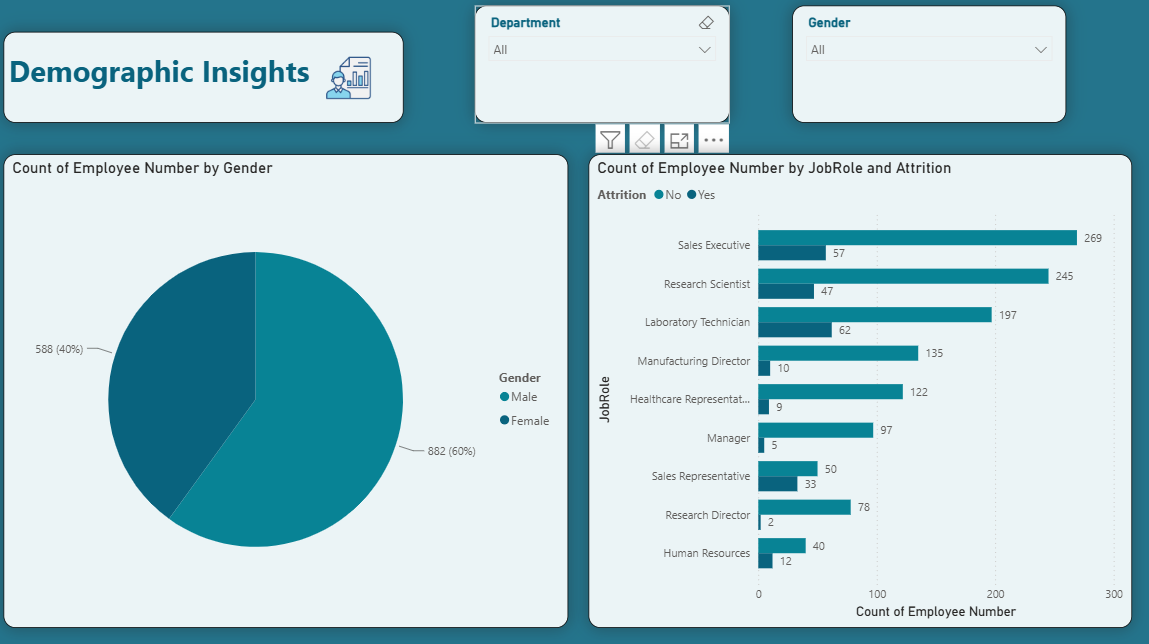 Demographic Insights
Department
All
Gender
All
Count of Employee Number by Gender
588 (40%)
882 (60%)
Gender
Male
Female
Count of Employee Number by JobRole and Attrition
Attrition No Yes
JobRole
Sales Executive 269
57
Research Scientist 245
47
Laboratory Technician 197
62
Manufacturing Director 135
10
Healthcare Representat... 122
9
Manager 97
5
Sales Representative 50
33
Research Director 78
2
Human Resources 40
12
0 100 200 300
Count of Employee Number